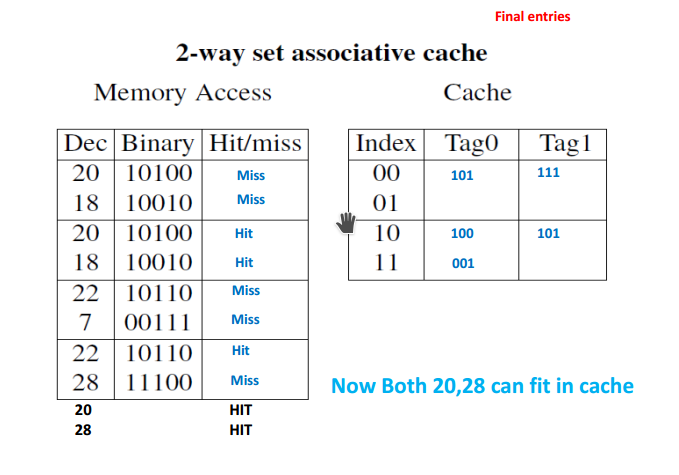 Final entries
2-way set associative cache
Memory Access
Cache
Dec Binary Hit/miss
20 10100 Miss
18 10010 Miss
20 10100 Hit
18 10010 Hit
22 10110 Miss
7 00111 Miss
22 10110 Hit
28 11100 Miss
20 HIT
28 HIT
Index Tag0 Tag1
00 101 111
01
10 100 101
11 001
Now Both 20,28 can fit in cache